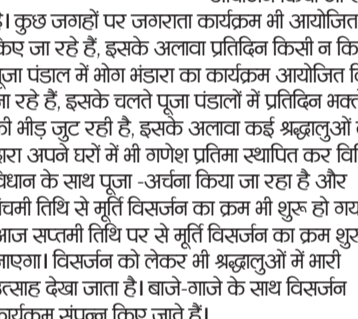 है। कुछ जगहों पर जगराता कार्यक्रम भी आयोजित
किए जा रहे हैं, इसके अलावा प्रतिदिन किसी न कि
पूजा पंडाल में भोग भंडारा का कार्यक्रम आयोजित कि
जा रहे हैं, इसके चलते पूजा पंडालों में प्रतिदिन भक्त
की भीड़ जुट रही है, इसके अलावा कई श्रद्धालुओं
द्वारा अपने घरों में भी गणेश प्रतिमा स्थापित कर वि
विधान के साथ पूजा -अर्चना किया जा रहा है और
पंचमी तिथि से मूर्ति विसर्जन का क्रम भी शुरू हो गय
आज सप्तमी तिथि पर से मूर्ति विसर्जन का क्रम शुर
जाएगा। विसर्जन को लेकर भी श्रद्धालुओं में भारी
उत्साह देखा जाता है। बाजे-गाजे के साथ विसर्जन
कार्यक्रम संपन्न किए जाते हैं।